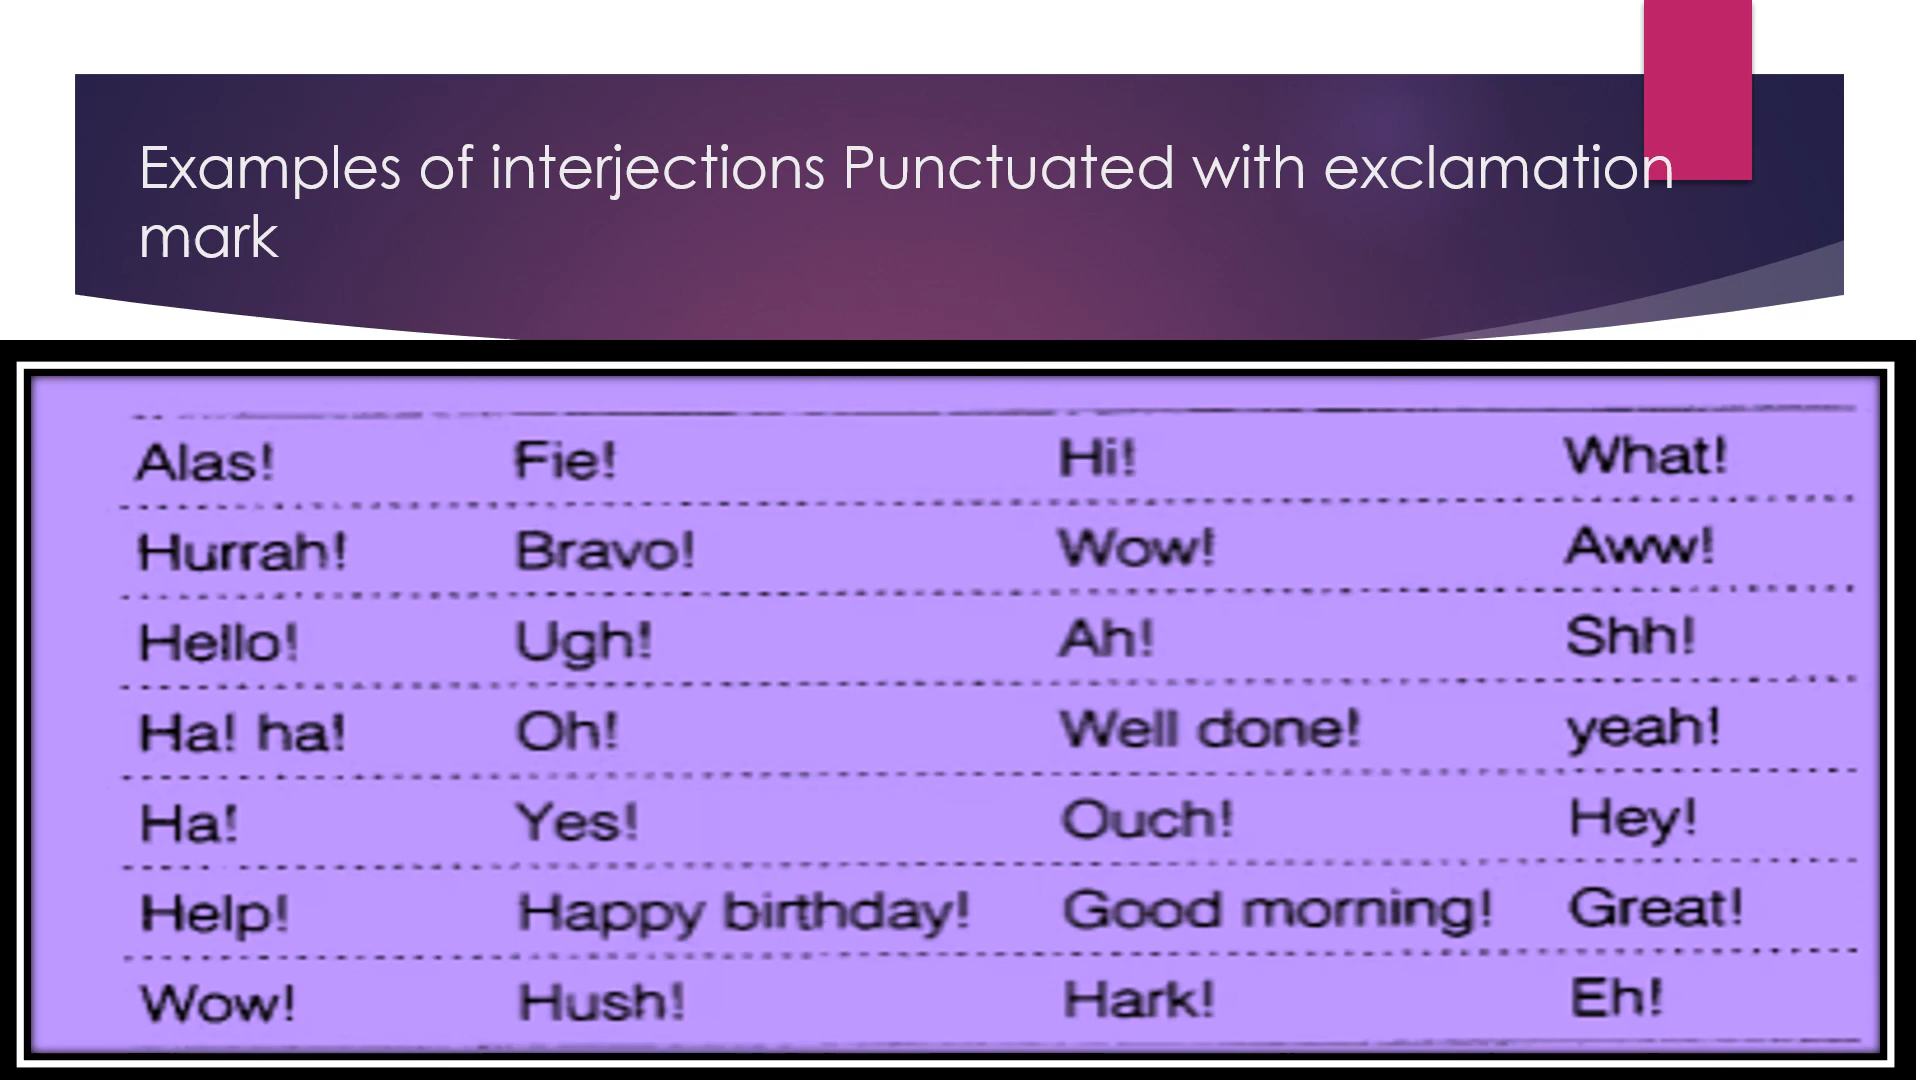 Examples of interjections Punctuated with exclamation
mark
Alas! Fie! Hi! What!
Hurrah! Bravo! Wow! Aww!
Hello! Ugh! Ah! Shh!
Ha! ha! Oh! Well done! yeah!
Ha! Yes! Ouch! Hey!
Help! Happy birthday! Good morning! Great!
Wow! Hush! Hark! Eh!